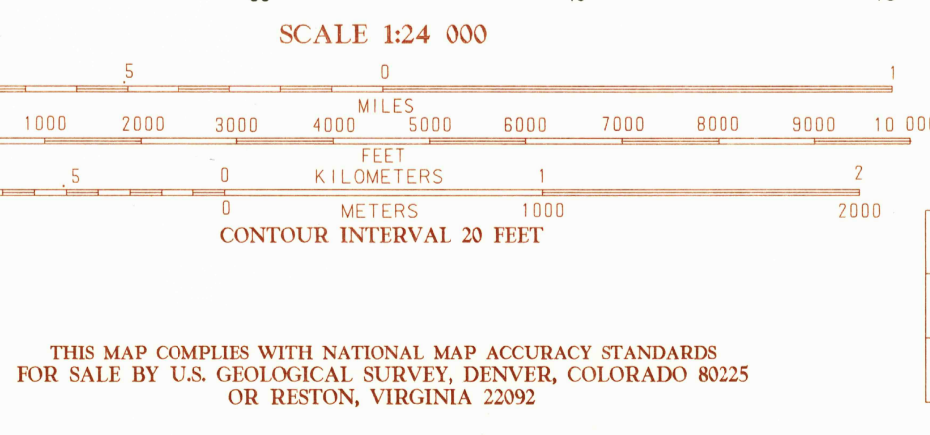 SCALE 1:24 000
.5 0 1
MILES
1000 2000 3000 4000 5000 6000 7000 8000 9000 10 000
FEET
.5 0 KILOMETERS 1 2
0 METERS 1000 2000
CONTOUR INTERVAL 20 FEET
THIS MAP COMPLIES WITH NATIONAL MAP ACCURACY STANDARDS
FOR SALE BY U.S. GEOLOGICAL SURVEY, DENVER, COLORADO 80225
OR RESTON, VIRGINIA 22092